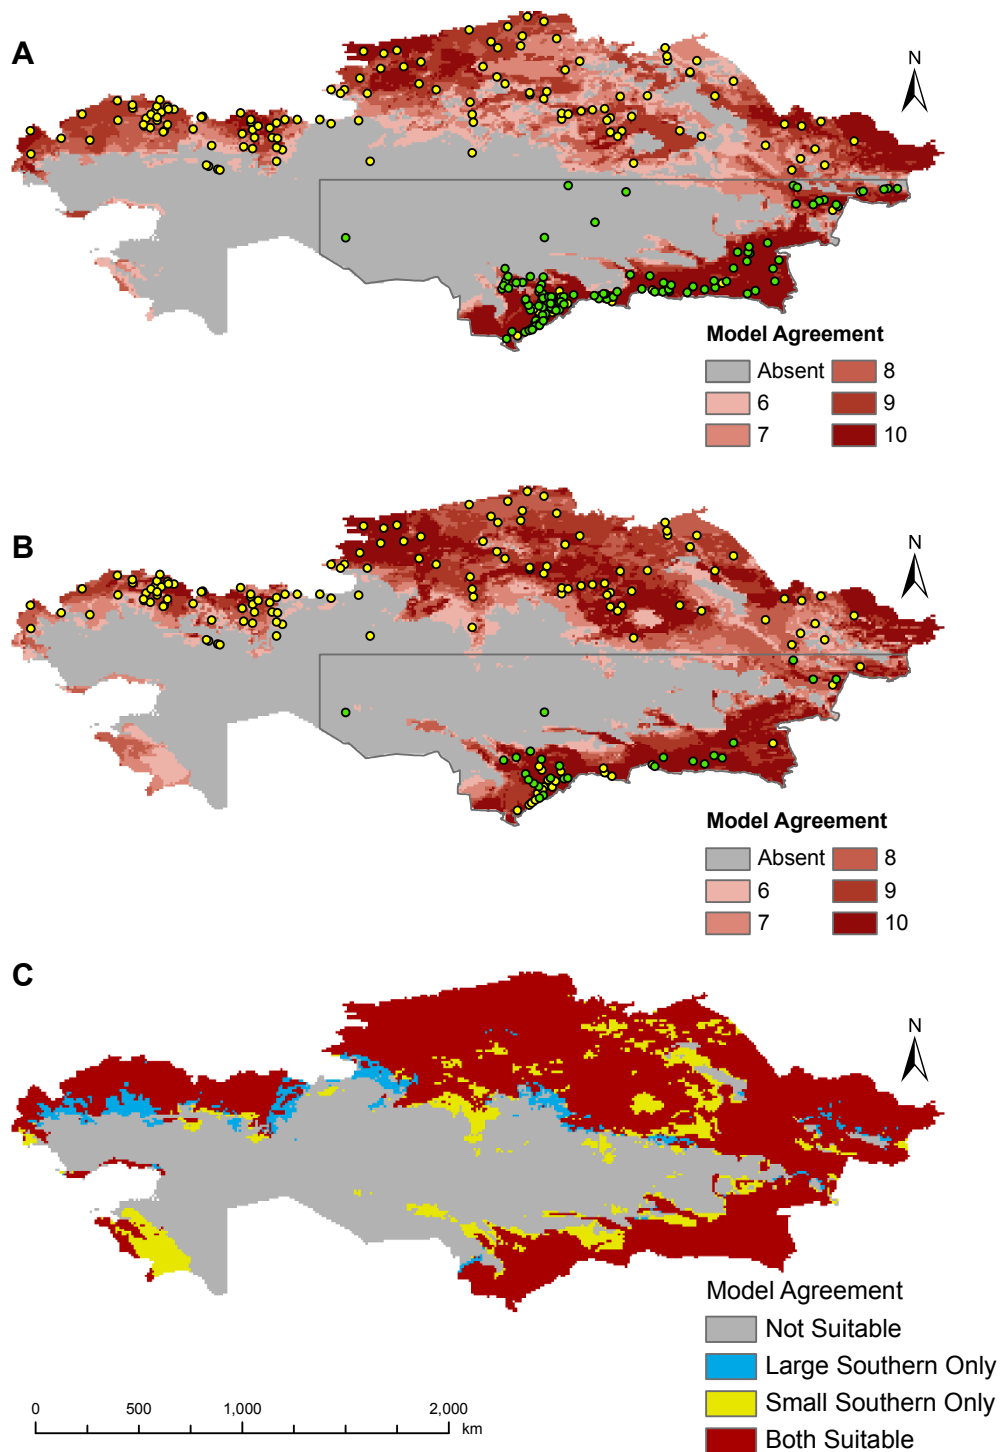 A
N
Model Agreement
Absent 8
6 9
7 10
B
N
Model Agreement
Absent 8
6 9
7 10
C
N
Model Agreement
Not Suitable
Large Southern Only
Small Southern Only
Both Suitable
0 500 1,000 2,000
km